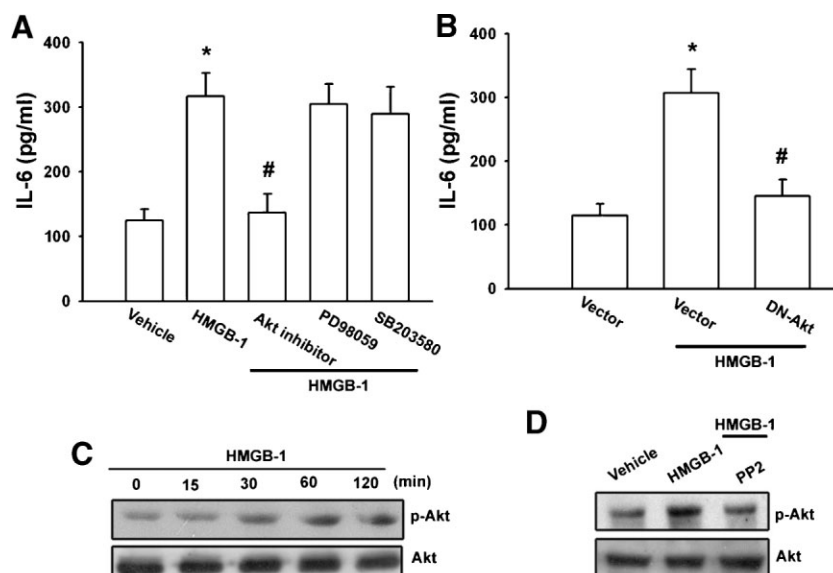 A
IL-6 (pg/ml)
400
300
200
100
0
*
#
Vehicle
HMGB-1
Akt inhibitor
PD98059
SB203580
HMGB-1
B
IL-6 (pg/ml)
400
300
200
100
0
*
#
Vector
Vector
DN-Akt
HMGB-1
C
HMGB-1
0 15 30 60 120 (min)
p-Akt
Akt
D
HMGB-1
Vehicle HMGB-1 PP2
p-Akt
Akt